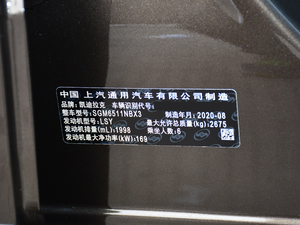 中国 上汽通用汽车有限公司制造
品牌：凯迪拉克 车辆识别代号：
整车型号：SGM6511NBX3 制造年月：2020-08
发动机型号：LSY 最大允许总质量(kg)：2675
发动机排量(mL)：1998 乘坐人数：6
发动机最大净功率(kW)：169